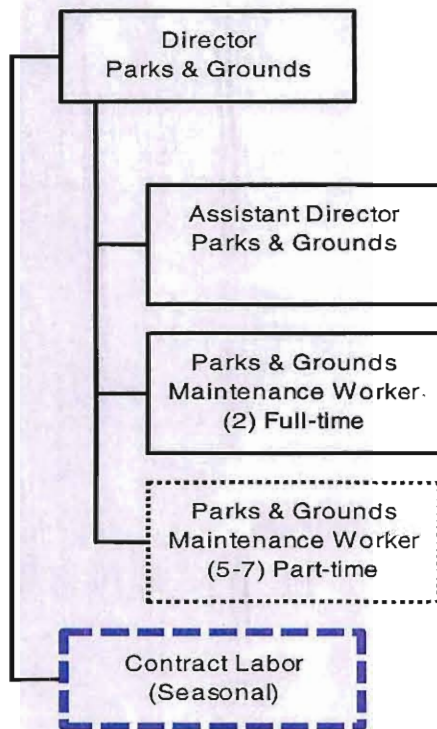 Director
Parks & Grounds
Assistant Director
Parks & Grounds
Parks & Grounds
Maintenance Worker
(2) Full-time
Parks & Grounds
Maintenance Worker
(5-7) Part-time
Contract Labor
(Seasonal)